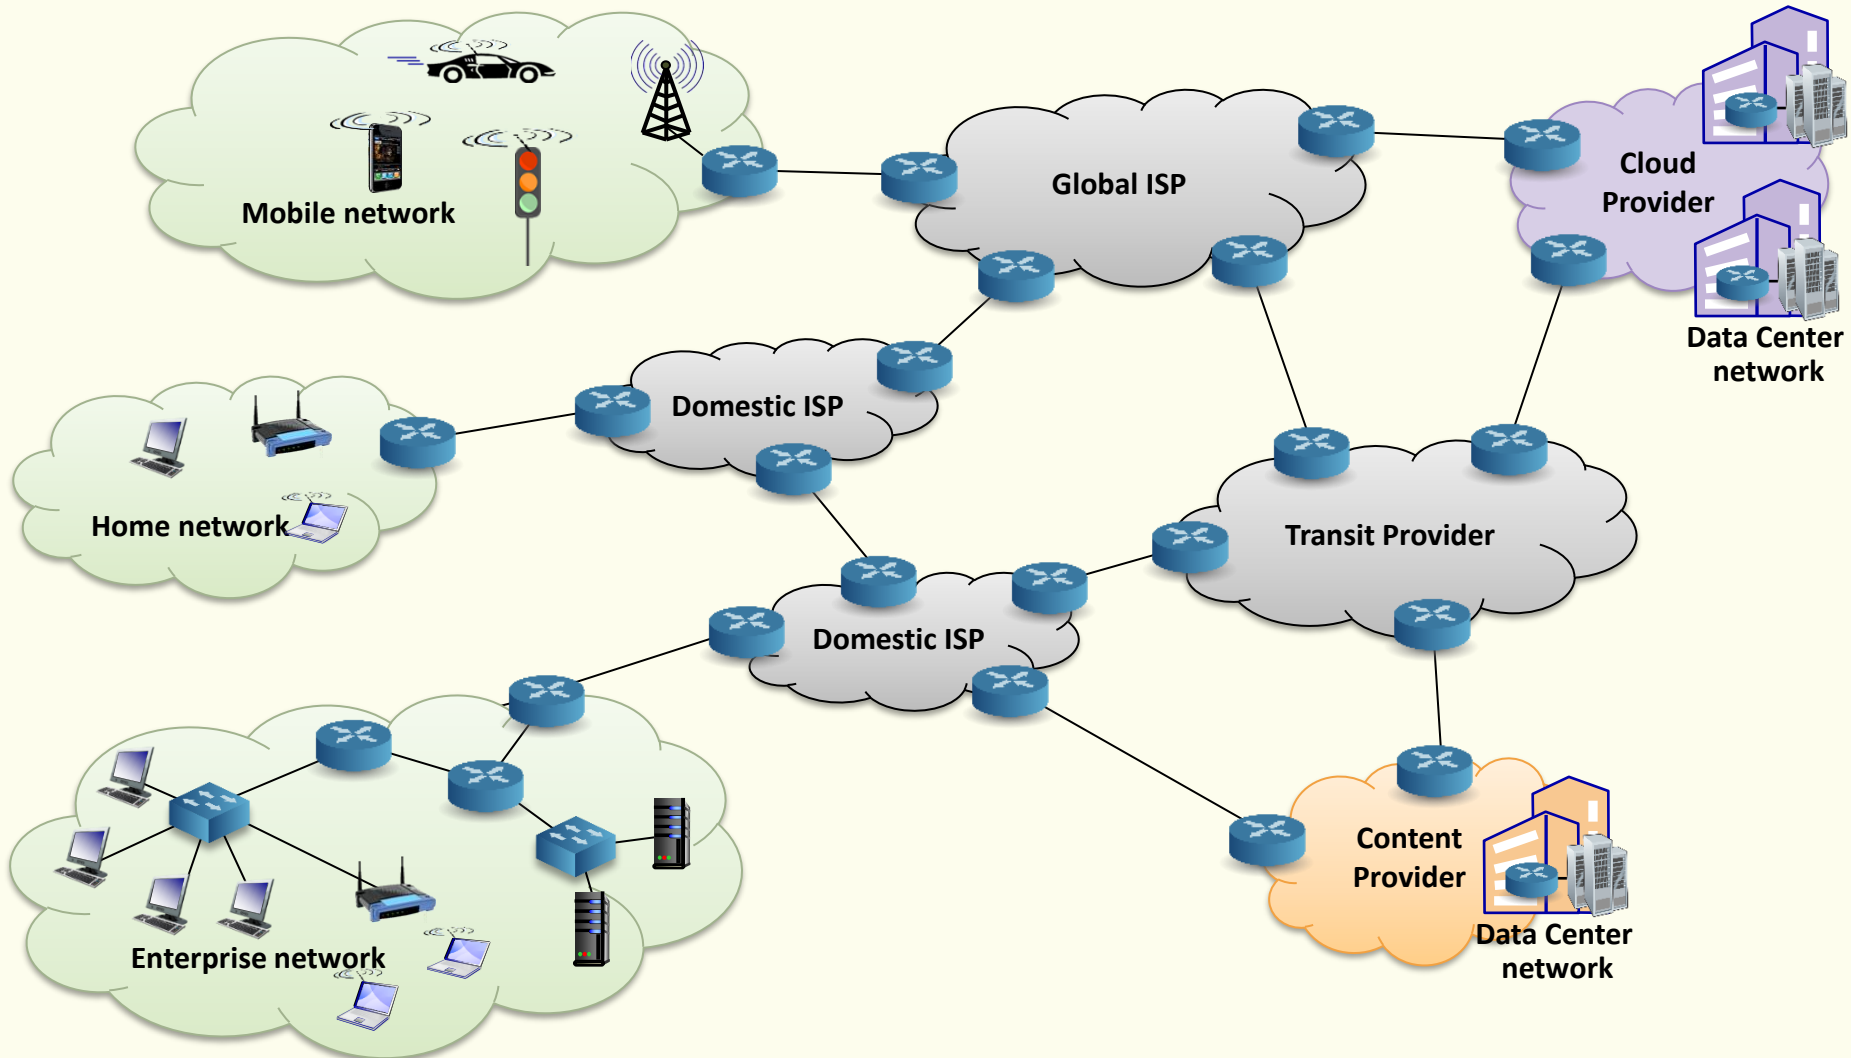 Mobile network
Global ISP
Cloud
Provider
Data Center
network
Domestic ISP
Home network
Transit Provider
Domestic ISP
Content
Provider
Data Center
network
Enterprise network